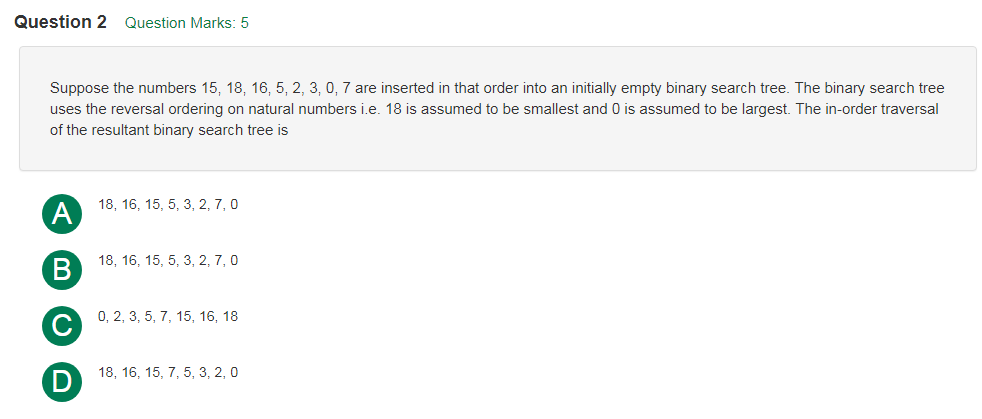 Question 2 Question Marks: 5
Suppose the numbers 15, 18, 16, 5, 2, 3, 0, 7 are inserted in that order into an initially empty binary search tree. The binary search tree
uses the reversal ordering on natural numbers i.e. 18 is assumed to be smallest and 0 is assumed to be largest. The in-order traversal
of the resultant binary search tree is
A 18, 16, 15, 5, 3, 2, 7, 0
B 18, 16, 15, 5, 3, 2, 7, 0
C 0, 2, 3, 5, 7, 15, 16, 18
D 18, 16, 15, 7, 5, 3, 2, 0